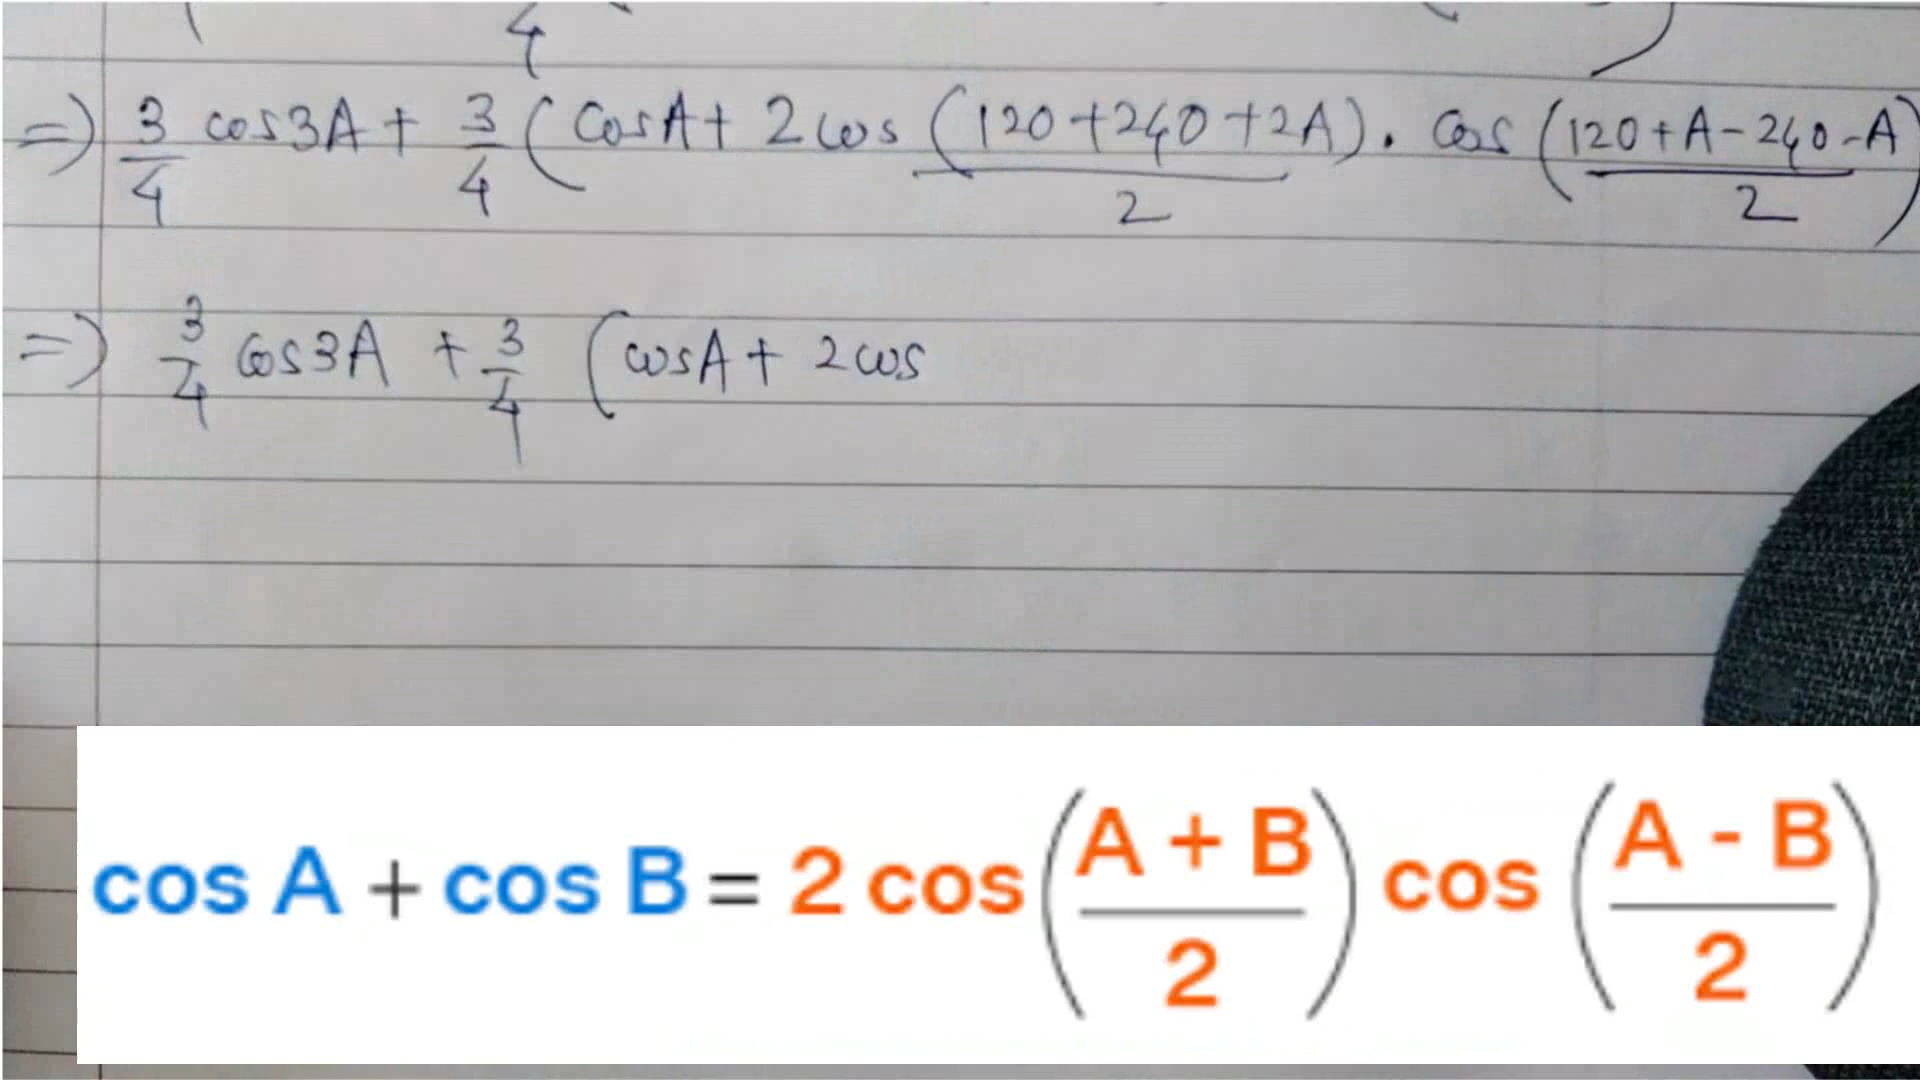 4
=) 3/4 cos3A + 3/4 (cosA + 2cos (120+240+2A)/2 ) . cos (120+A-240-A)/2 )
=) 3/4 cos3A + 3/4 (cosA + 2cos
cos A + cos B = 2 cos (A + B / 2) cos (A - B / 2)